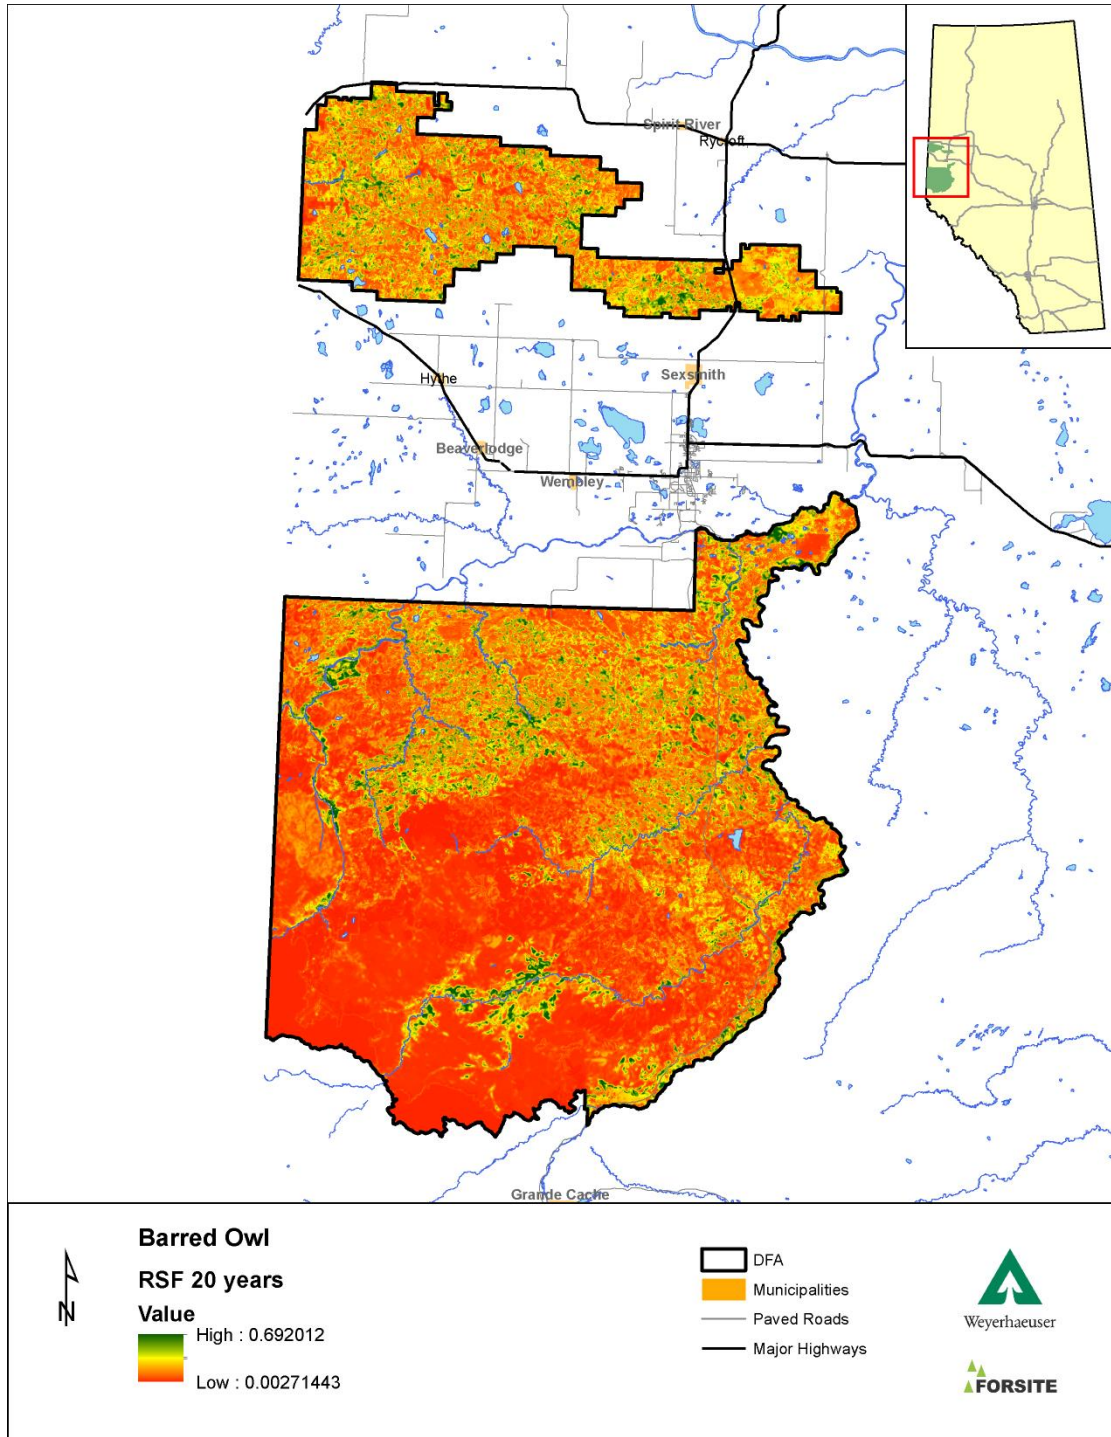 Spirit River
Rycroft,
Sexsmith
Hythe
Beaverlodge
Wembley
Grande Cache
Barred Owl
RSF 20 years
Value
High : 0.692012
Low : 0.00271443
N
DFA
Municipalities
Paved Roads
Major Highways
Weyerhaeuser
FORSITE